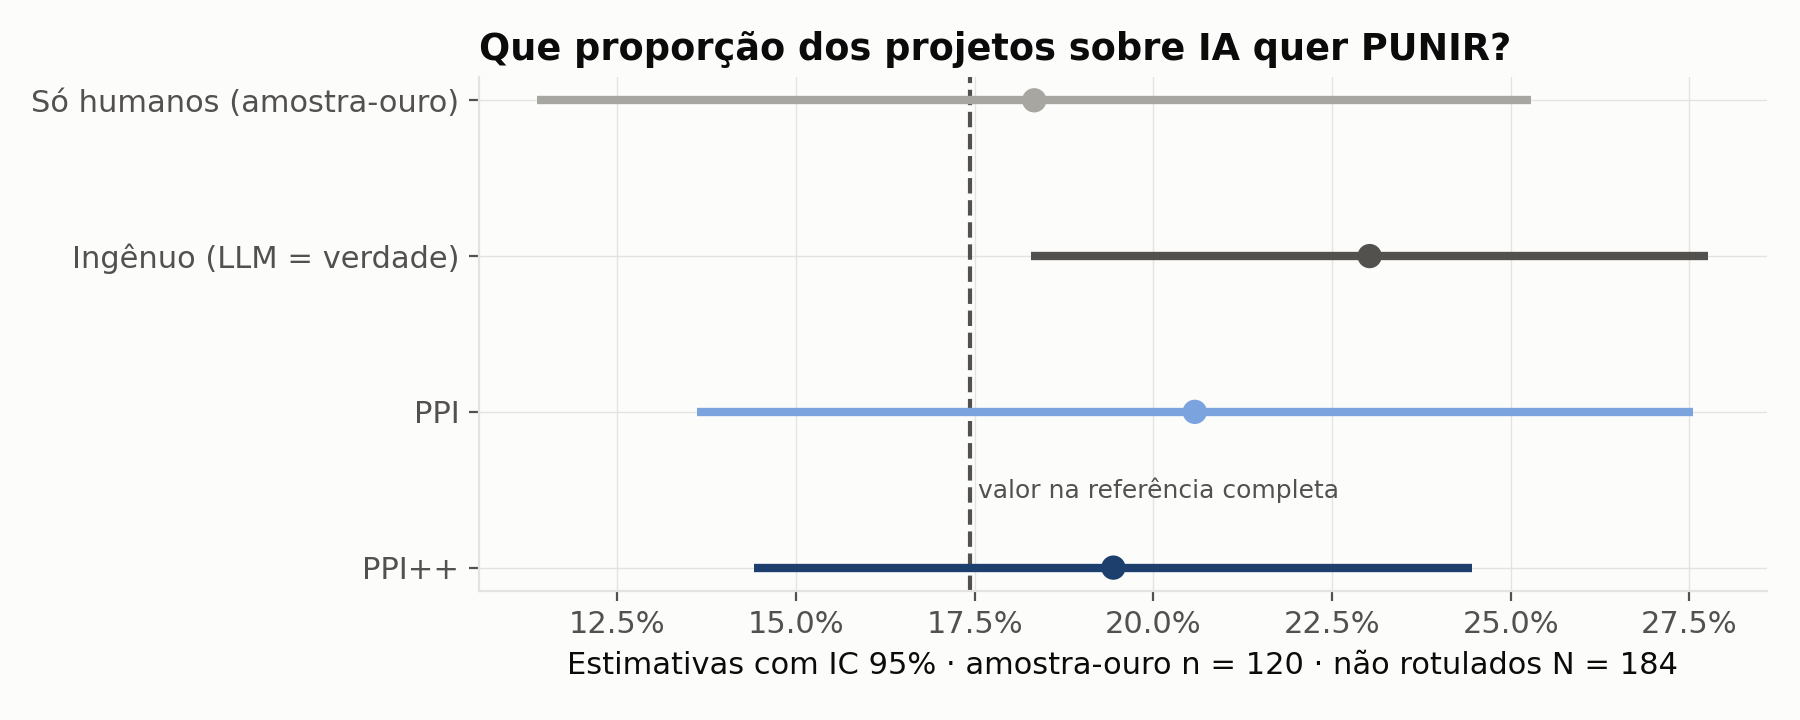 Que proporção dos projetos sobre IA quer PUNIR?
Só humanos (amostra-ouro)
Ingênuo (LLM = verdade)
PPI
valor na referência completa
PPI++
12.5% 15.0% 17.5% 20.0% 22.5% 25.0% 27.5%
Estimativas com IC 95% · amostra-ouro n = 120 · não rotulados N = 184